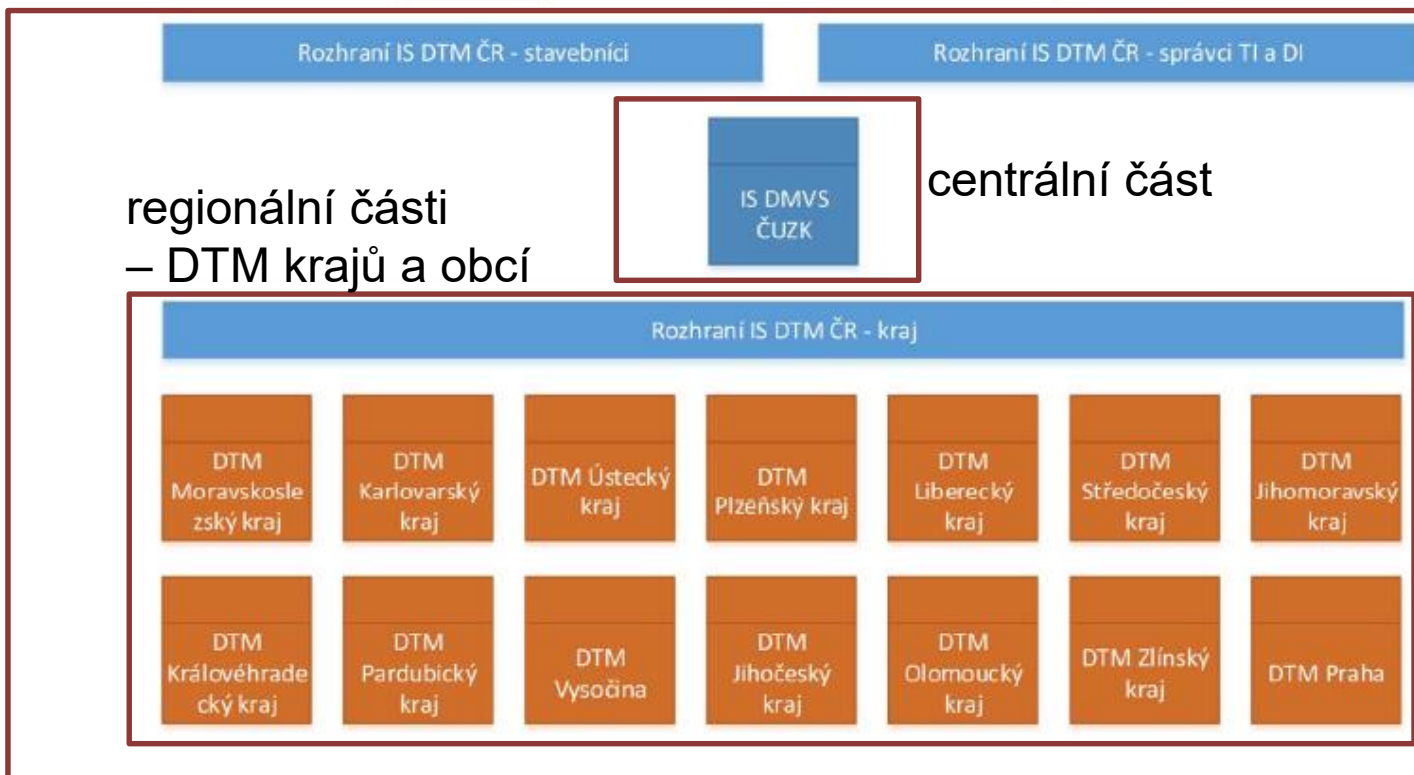 Rozhraní IS DTM ČR - stavebníci
Rozhraní IS DTM ČR - správci TI a DI
IS DMVS
ČUZK
centrální část
regionální části
– DTM krajů a obcí
Rozhraní IS DTM ČR - kraj
DTM
Moravskosle
zský kraj
DTM
Karlovarský
kraj
DTM Ústecký
kraj
DTM
Plzeňský kraj
DTM
Liberecký
kraj
DTM
Středočeský
kraj
DTM
Jihomoravský
kraj
DTM
Královéhrade
cký kraj
DTM
Pardubický
kraj
DTM
Vysočina
DTM
Jihočeský
kraj
DTM
Olomoucký
kraj
DTM Zlínský
kraj
DTM Praha